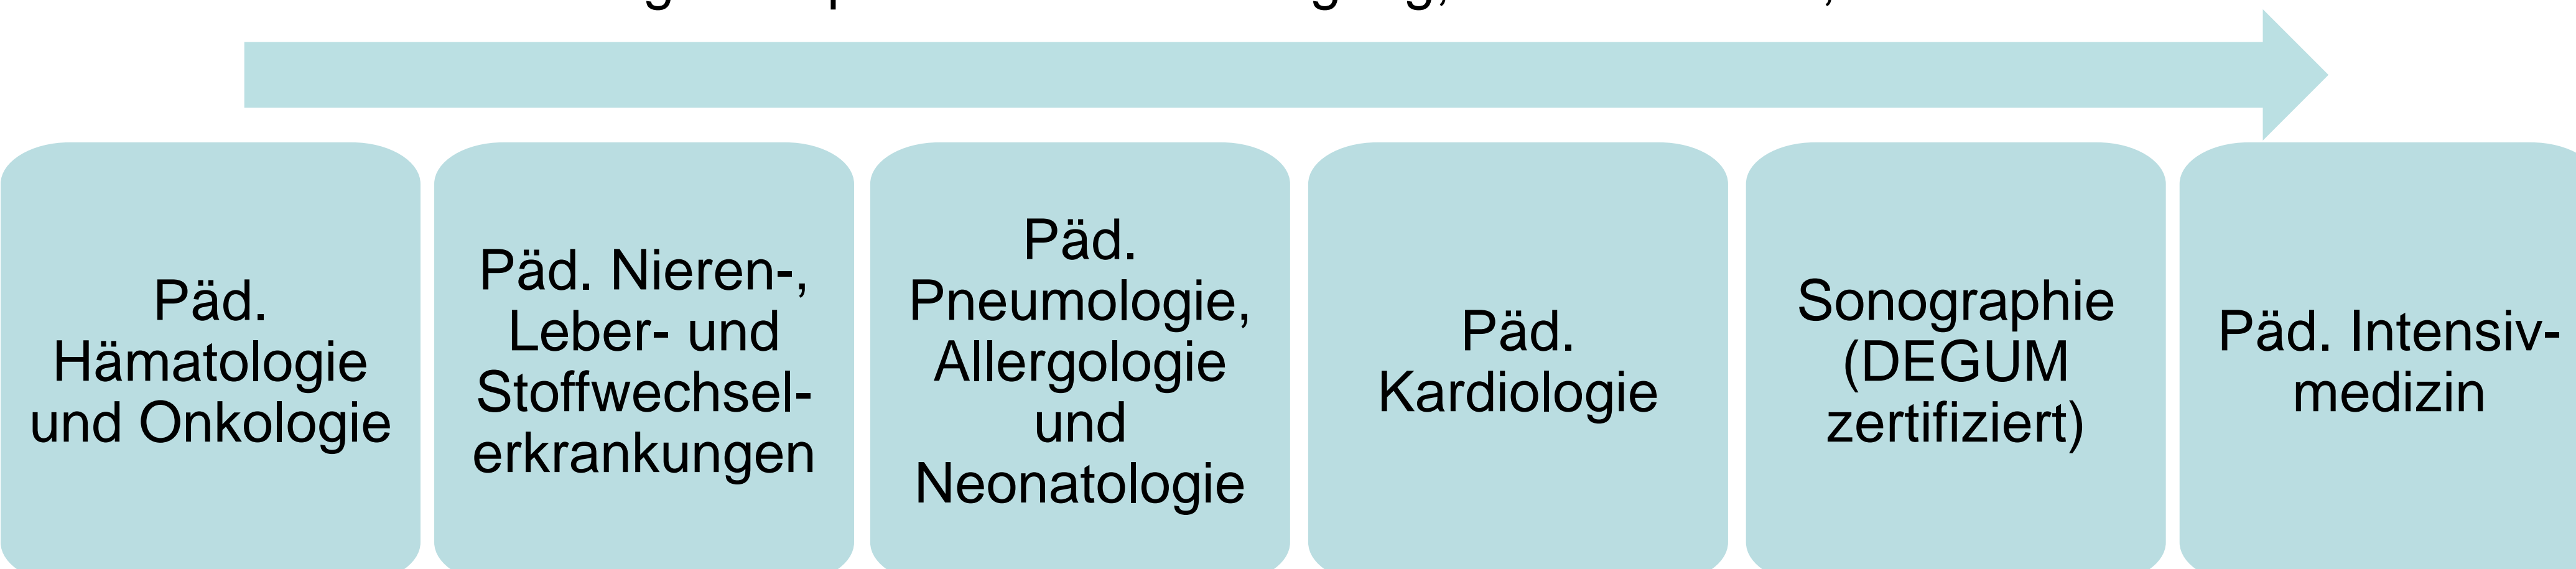 Päd.
Hämatologie
und Onkologie
Päd. Nieren-,
Leber- und
Stoffwechsel-
erkrankungen
Päd.
Pneumologie,
Allergologie
und
Neonatologie
Päd.
Kardiologie
Sonographie
(DEGUM
zertifiziert)
Päd. Intensiv-
medizin